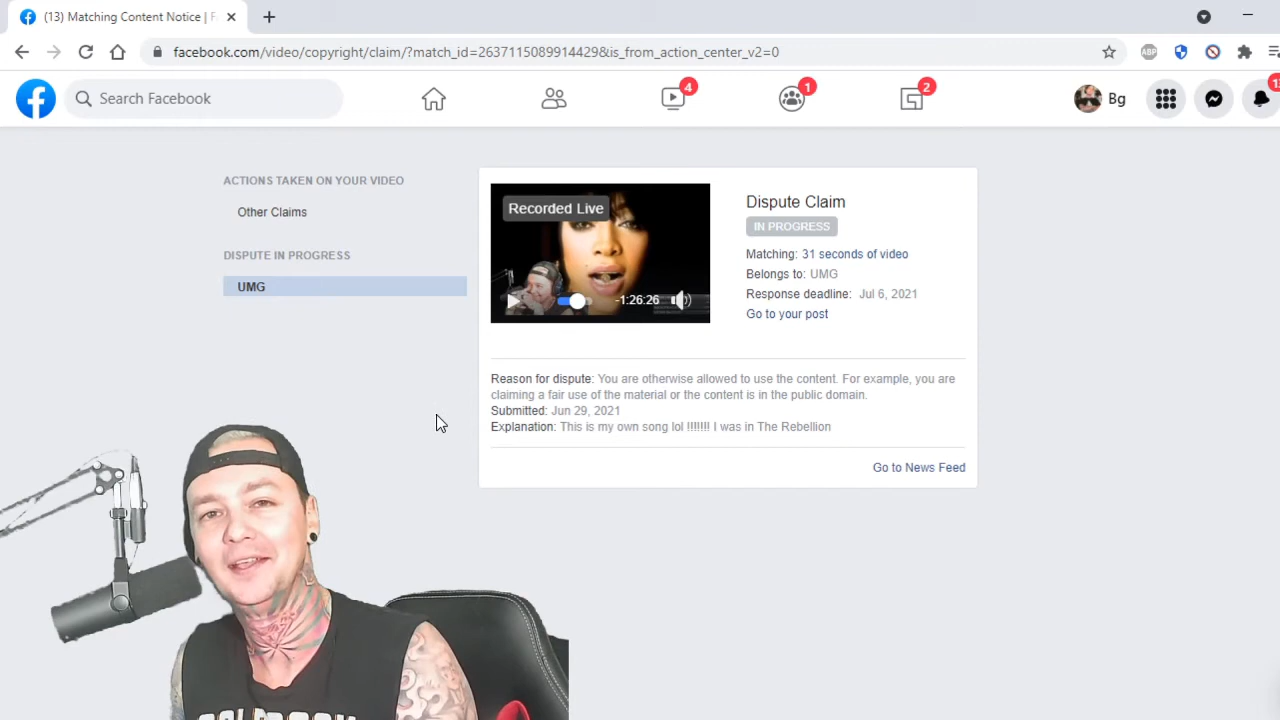 (13) Matching Content Notice | F
facebook.com/video/copyright/claim/?match_id=2637115089914429&is_from_action_center_v2=0
ABP
Search Facebook
4
1
2
Bg
13
ACTIONS TAKEN ON YOUR VIDEO
Other Claims
DISPUTE IN PROGRESS
UMG
Recorded Live
-1:26:26
Dispute Claim
IN PROGRESS
Matching: 31 seconds of video
Belongs to: UMG
Response deadline: Jul 6, 2021
Go to your post
Reason for dispute: You are otherwise allowed to use the content. For example, you are
claiming a fair use of the material or the content is in the public domain.
Submitted: Jun 29, 2021
Explanation: This is my own song lol !!!!!!! I was in The Rebellion
Go to News Feed